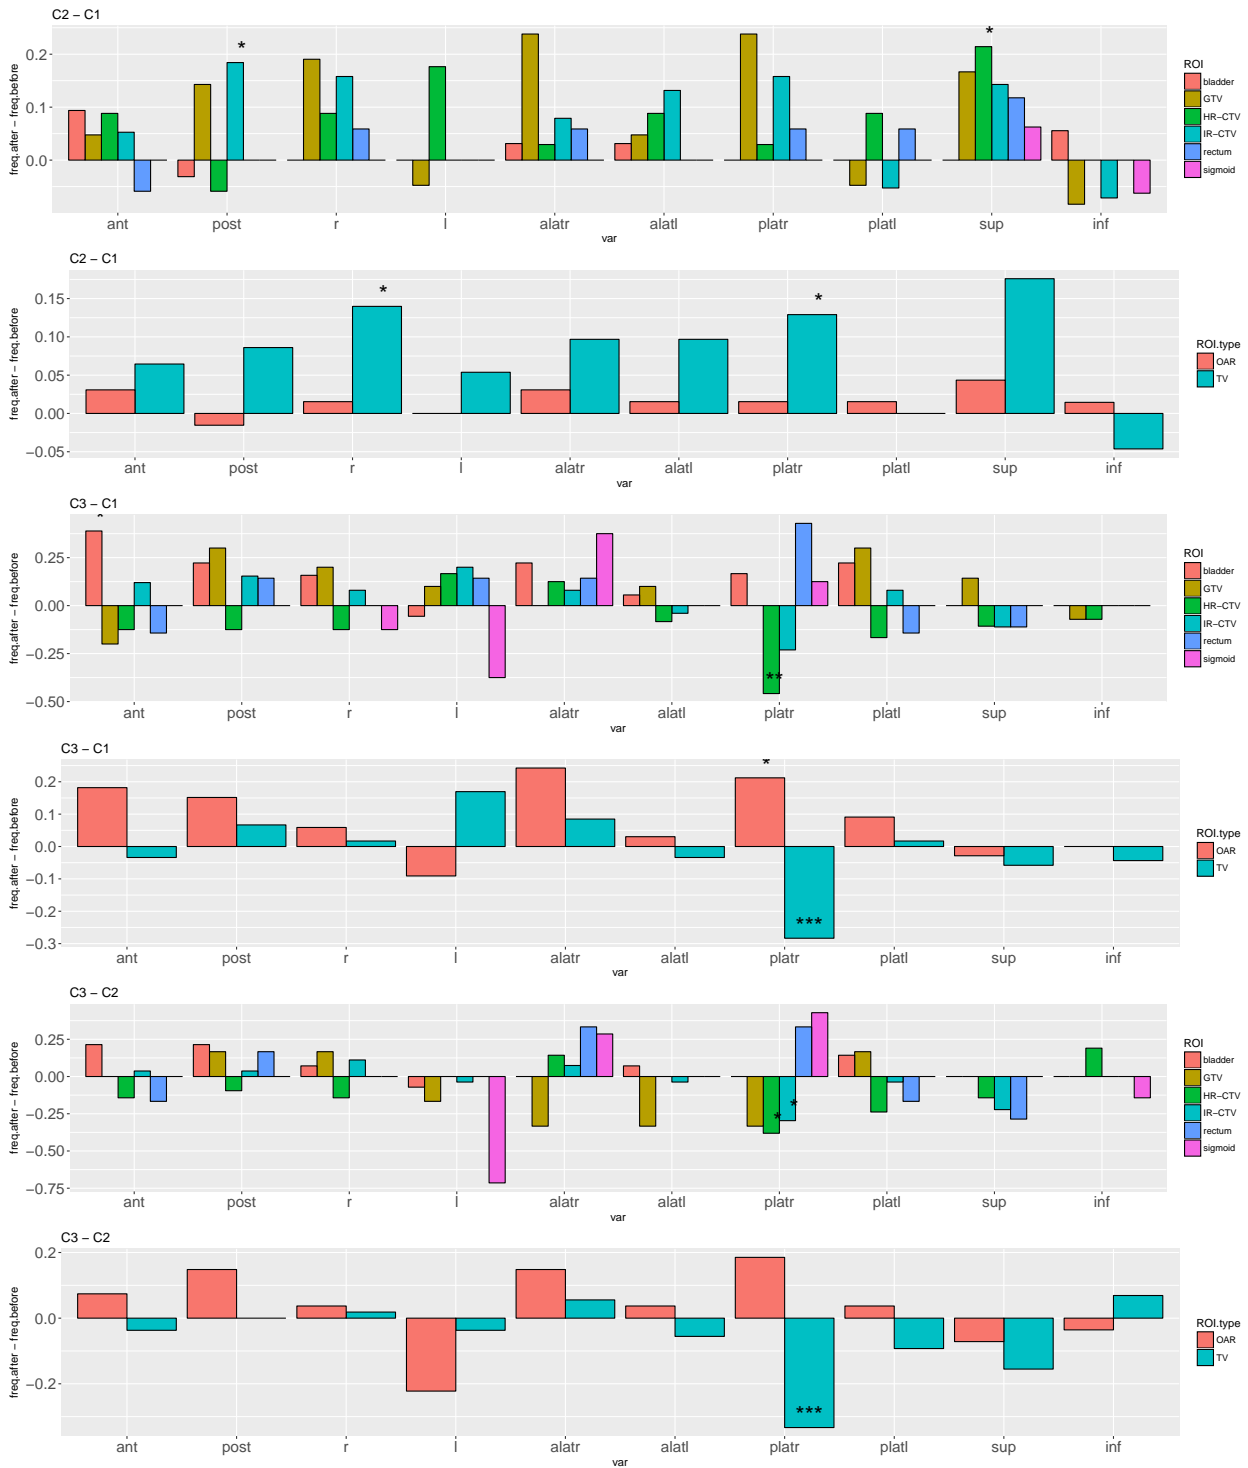 C2 − C1
freq.after − freq.before
0.2
0.1
0.0
*
*
ant post r l alatr alatl platr platl sup inf
var
ROI
bladder
GTV
HR−CTV
IR−CTV
rectum
sigmoid
C2 − C1
freq.after − freq.before
0.15
0.10
0.05
0.00
−0.05
*
*
ant post r l alatr alatl platr platl sup inf
var
ROI.type
OAR
TV
C3 − C1
freq.after − freq.before
0.25
0.00
−0.25
−0.50
*
**
ant post r l alatr alatl platr platl sup inf
var
ROI
bladder
GTV
HR−CTV
IR−CTV
rectum
sigmoid
C3 − C1
freq.after − freq.before
0.2
0.1
0.0
−0.1
−0.2
−0.3
*
***
ant post r l alatr alatl platr platl sup inf
var
ROI.type
OAR
TV
C3 − C2
freq.after − freq.before
0.25
0.00
−0.25
−0.50
−0.75
*
*
ant post r l alatr alatl platr platl sup inf
var
ROI
bladder
GTV
HR−CTV
IR−CTV
rectum
sigmoid
C3 − C2
freq.after − freq.before
0.2
0.0
−0.2
***
ant post r l alatr alatl platr platl sup inf
var
ROI.type
OAR
TV